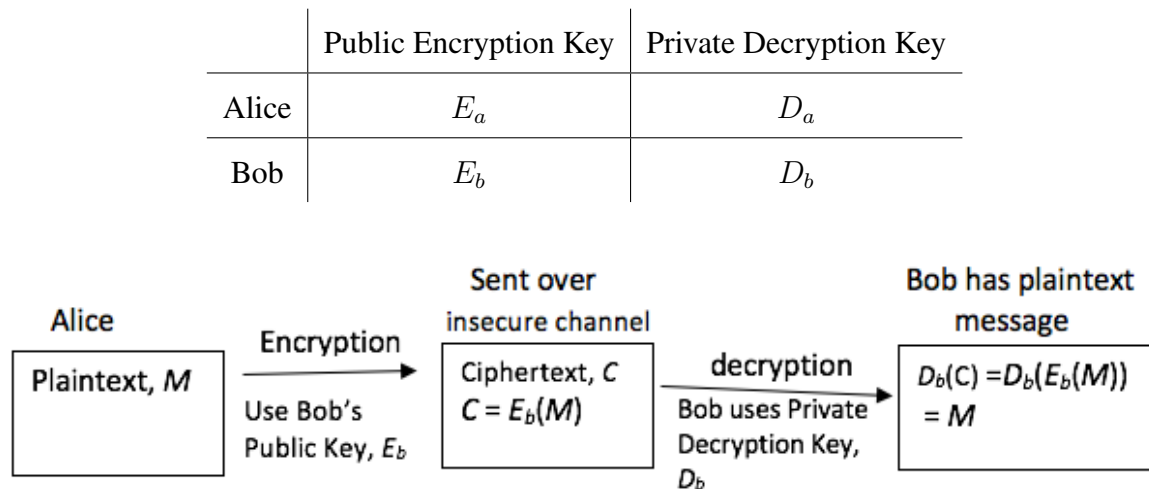 Public Encryption Key Private Decryption Key
Alice E_a D_a
Bob E_b D_b
Alice
Plaintext, M
Encryption
Use Bob's
Public Key, E_b
Sent over
insecure channel
Ciphertext, C
C = E_b(M)
decryption
Bob uses Private
Decryption Key,
D_b
Bob has plaintext
message
D_b(C) =D_b(E_b(M))
= M